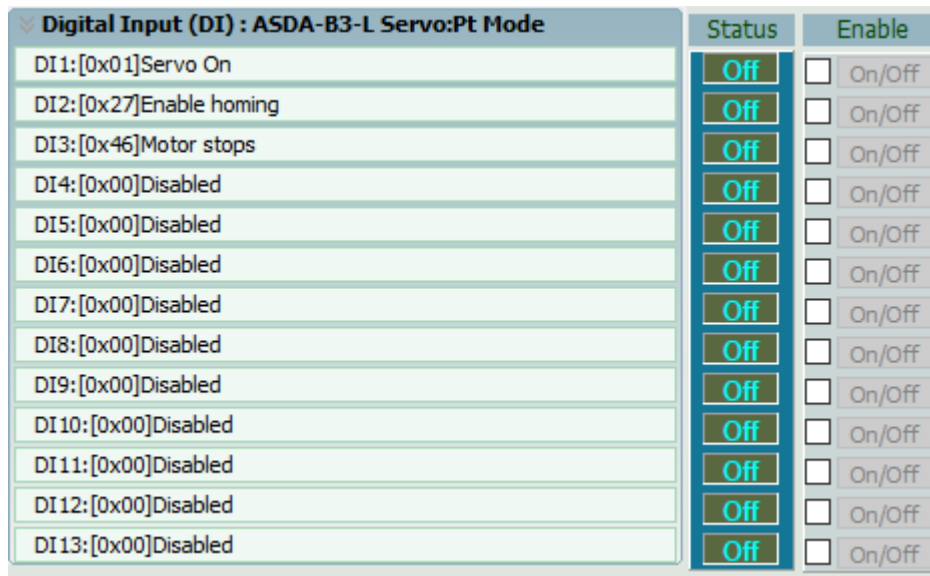 Digital Input (DI) : ASDA-B3-L Servo:Pt Mode Status Enable
DI1:[0x01]Servo On Off On/Off
DI2:[0x27]Enable homing Off On/Off
DI3:[0x46]Motor stops Off On/Off
DI4:[0x00]Disabled Off On/Off
DI5:[0x00]Disabled Off On/Off
DI6:[0x00]Disabled Off On/Off
DI7:[0x00]Disabled Off On/Off
DI8:[0x00]Disabled Off On/Off
DI9:[0x00]Disabled Off On/Off
DI10:[0x00]Disabled Off On/Off
DI11:[0x00]Disabled Off On/Off
DI12:[0x00]Disabled Off On/Off
DI13:[0x00]Disabled Off On/Off